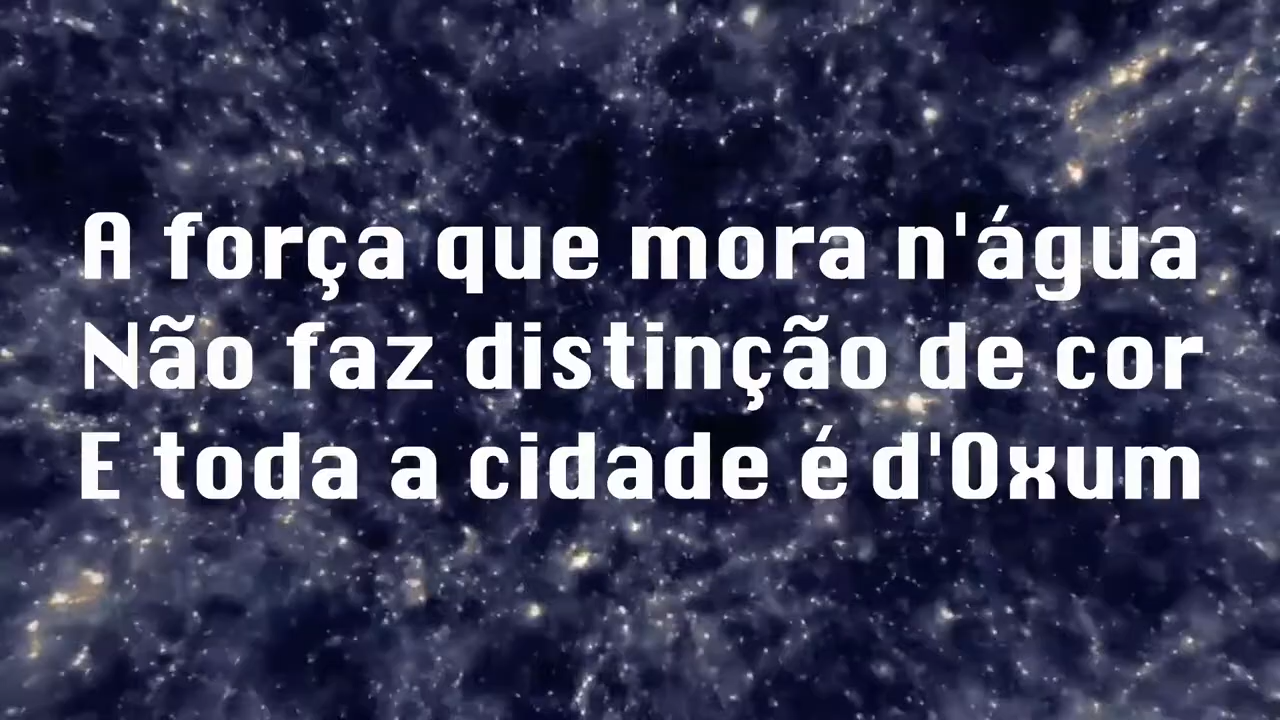 A força que mora n'água
Não faz distinção de cor
E toda a cidade é d'Oxum